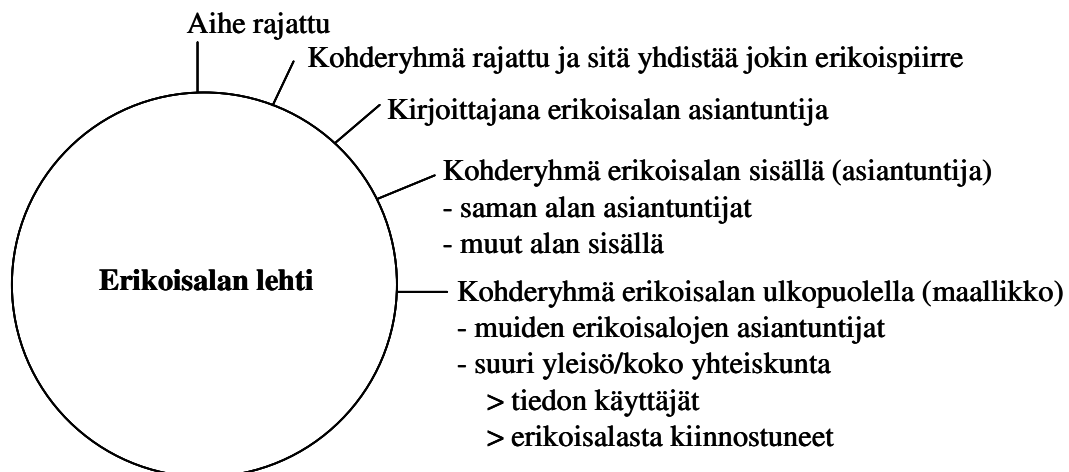 Aihe rajattu
Kohderyhmä rajattu ja sitä yhdistää jokin erikoispiirre
Kirjoittajana erikoisalan asiantuntija
Kohderyhmä erikoisalan sisällä (asiantuntija)
- saman alan asiantuntijat
- muut alan sisällä
Erikoisalan lehti
Kohderyhmä erikoisalan ulkopuolella (maallikko)
- muiden erikoisalojen asiantuntijat
- suuri yleisö/koko yhteiskunta
> tiedon käyttäjät
> erikoisalasta kiinnostuneet